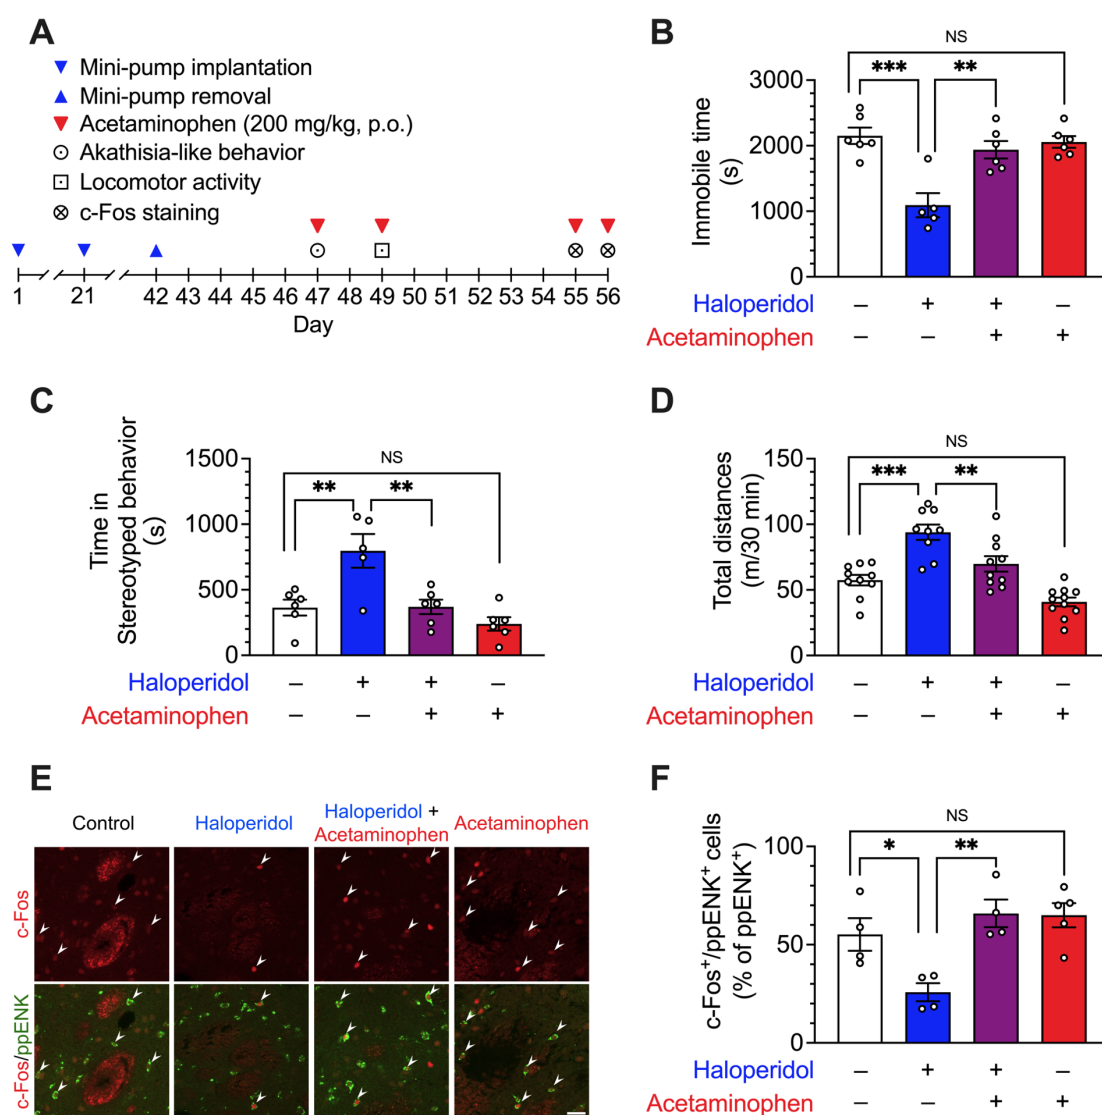 A
Mini-pump implantation
Mini-pump removal
Acetaminophen (200 mg/kg, p.o.)
Akathisia-like behavior
Locomotor activity
c-Fos staining
1 21 42 43 44 45 46 47 48 49 50 51 52 53 54 55 56
Day
B
NS
*** **
Immobile time
(s)
3000
2000
1000
0
Haloperidol – + + –
Acetaminophen – – + +
C
NS
** **
Time in
Stereotyped behavior
(s)
1500
1000
500
0
Haloperidol – + + –
Acetaminophen – – + +
D
NS
*** **
Total distances
(m/30 min)
150
100
50
0
Haloperidol – + + –
Acetaminophen – – + +
E
Control
Haloperidol
Haloperidol +
Acetaminophen
Acetaminophen
c-Fos
c-Fos/ppENK
F
NS
* **
c-Fos⁺/ppENK⁺ cells
(% of ppENK⁺)
100
50
0
Haloperidol – + + –
Acetaminophen – – + +